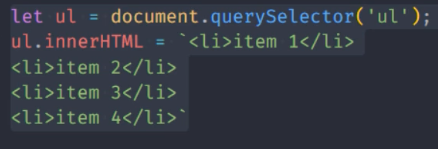 let ul = document.querySelector('ul');
ul.innerHTML = `<li>item 1</li>
<li>item 2</li>
<li>item 3</li>
<li>item 4</li>`